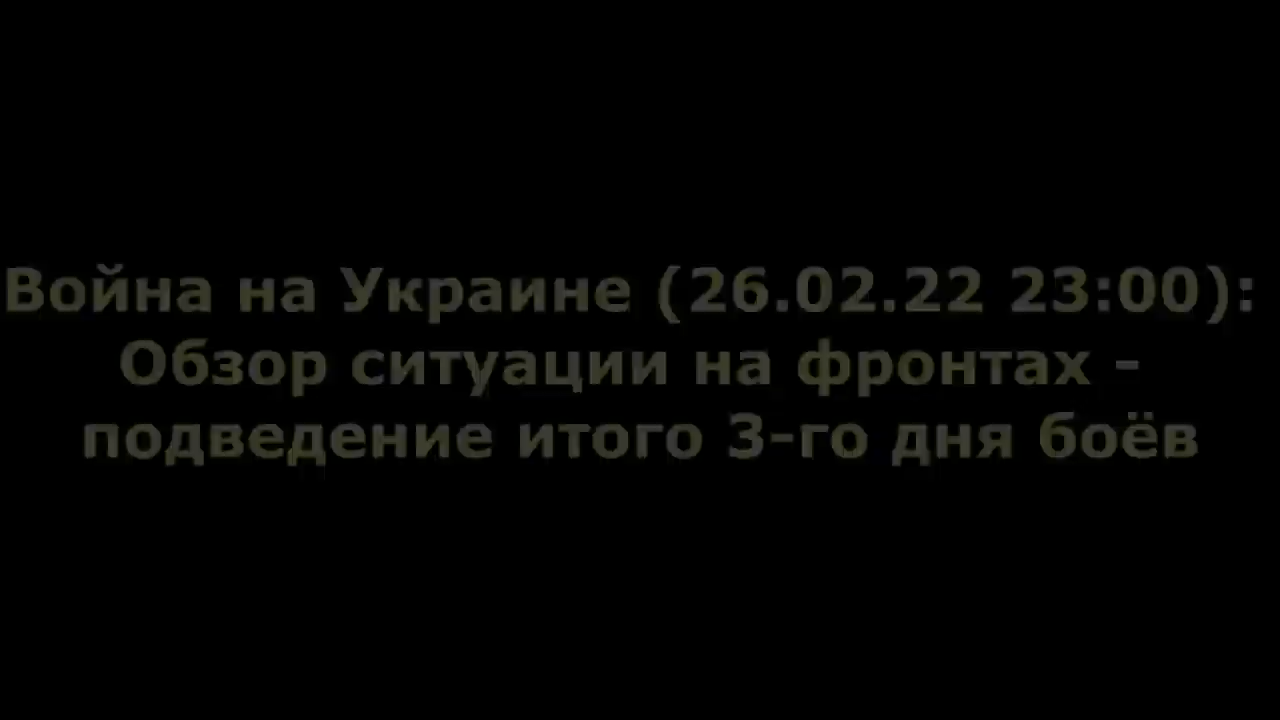 Война на Украине (26.02.22 23:00):
Обзор ситуации на фронтах -
подведение итого 3-го дня боёв